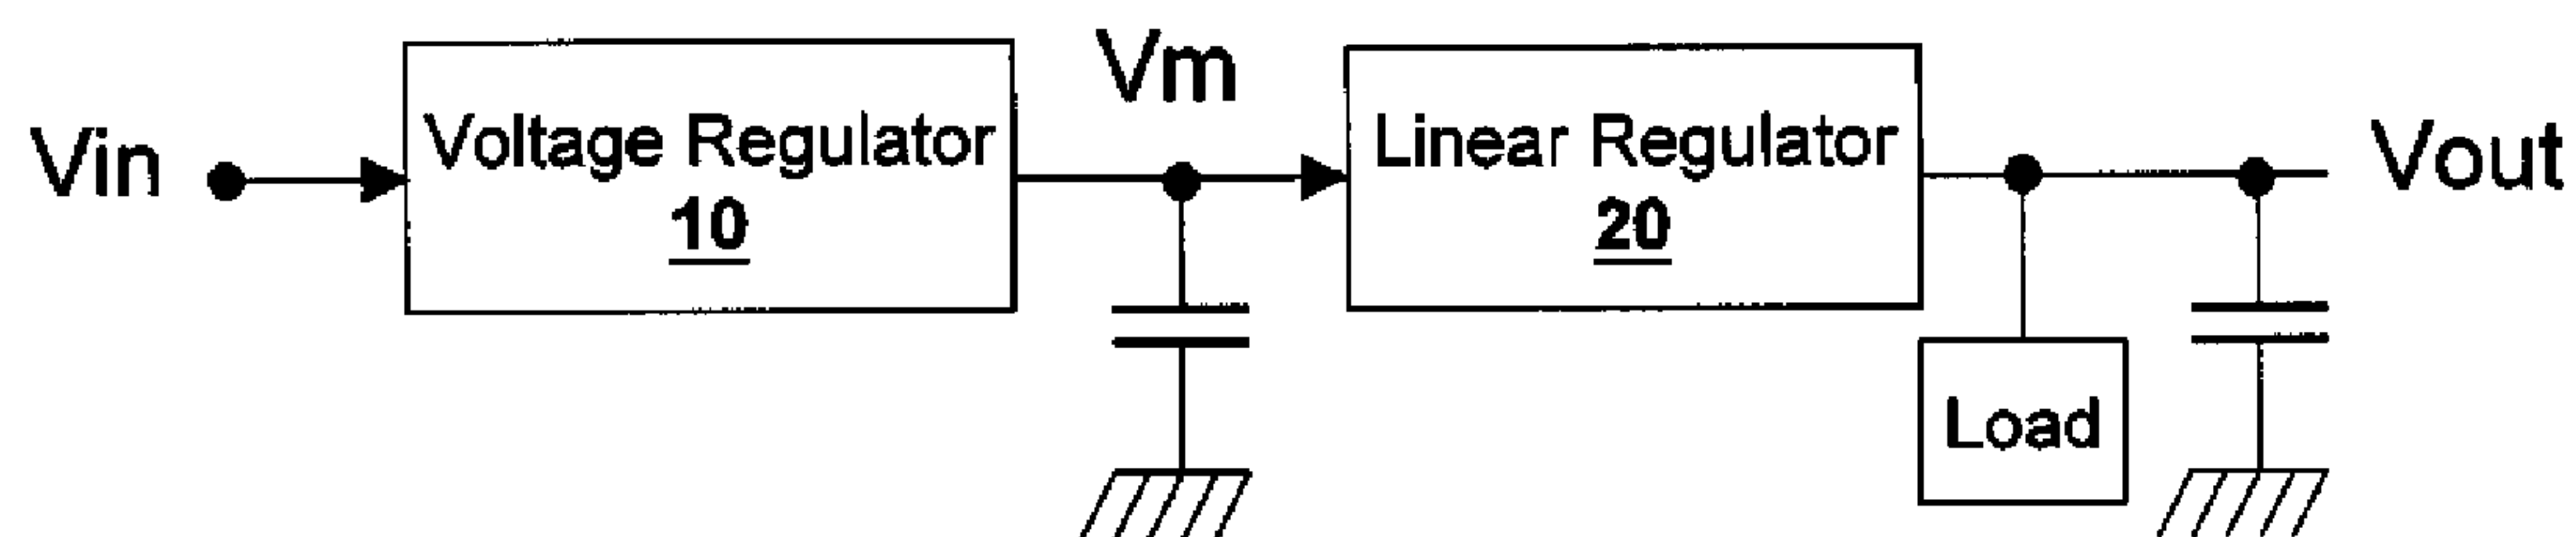 Vin
Voltage Regulator
10
Vm
Linear Regulator
20
Load
Vout